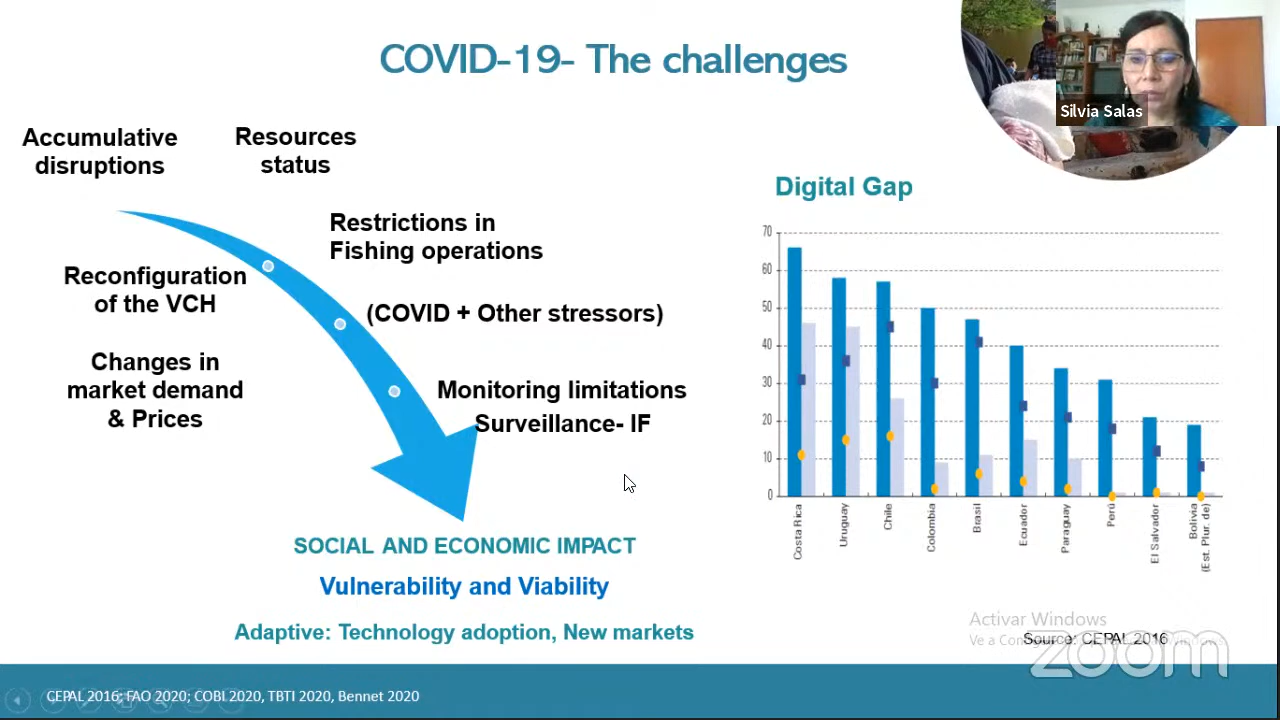 COVID-19- The challenges
Silvia Salas
Accumulative
disruptions
Resources
status
Restrictions in
Fishing operations
Reconfiguration
of the VCH
(COVID + Other stressors)
Changes in
market demand
& Prices
Monitoring limitations
Surveillance- IF
SOCIAL AND ECONOMIC IMPACT
Vulnerability and Viability
Adaptive: Technology adoption, New markets
Digital Gap
70
60
50
40
30
20
10
0
Costa Rica
Uruguay
Chile
Colombia
Brasil
Ecuador
Paraguay
Perú
El Salvador
Bolivia
(Est. Plur. de)
Activar Windows
Source: CEPAL 2016
zoom
CEPAL 2016; FAO 2020; COBI 2020, TBTI 2020, Bennet 2020